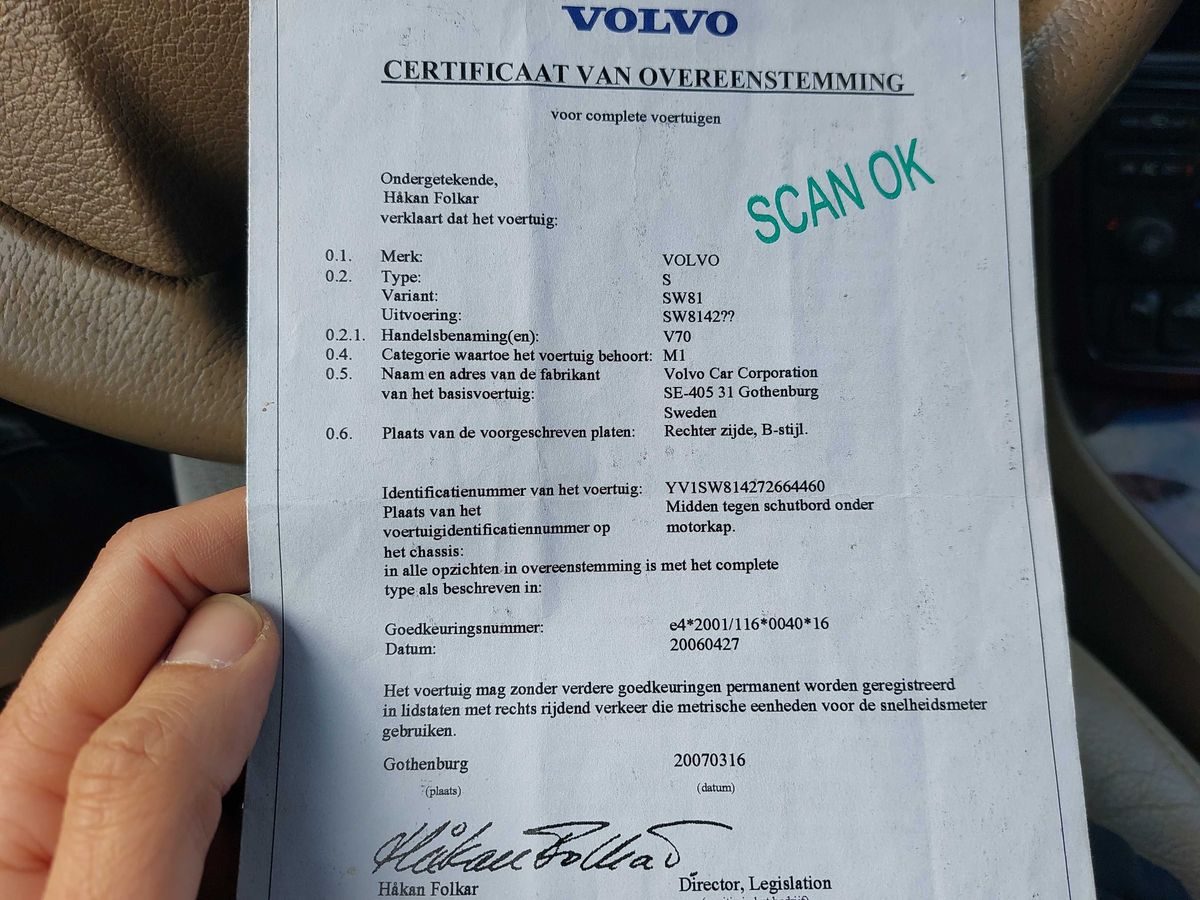 VOLVO
CERTIFICAAT VAN OVEREENSTEMMING
voor complete voertuigen
SCAN OK
Ondergetekende,
Håkan Folkar
verklaart dat het voertuig:
0.1. Merk: VOLVO
0.2. Type: S
Variant: SW81
Uitvoering: SW8142??
0.2.1. Handelsbenaming(en): V70
0.4. Categorie waartoe het voertuig behoort: M1
0.5. Naam en adres van de fabrikant Volvo Car Corporation
van het basisvoertuig: SE-405 31 Gothenburg
Sweden
0.6. Plaats van de voorgeschreven platen: Rechter zijde, B-stijl.
Identificatienummer van het voertuig: YV1SW814272664460
Plaats van het Midden tegen schutbord onder
voertuigidentificatiennummer op motorkap.
het chassis:
in alle opzichten in overeenstemming is met het complete
type als beschreven in:
Goedkeuringsnummer: e4*2001/116*0040*16
Datum: 20060427
Het voertuig mag zonder verdere goedkeuringen permanent worden geregistreerd
in lidstaten met rechts rijdend verkeer die metrische eenheden voor de snelheidsmeter
gebruiken.
Gothenburg 20070316
(plaats) (datum)
Håkan Folkar
Håkan Folkar Director, Legislation